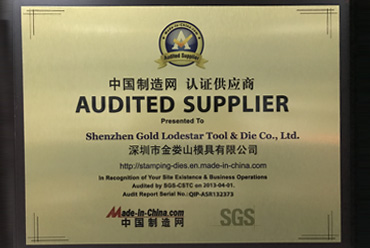 Audited Supplier
中国制造网 认证供应商
AUDITED SUPPLIER
Presented To
Shenzhen Gold Lodestar Tool & Die Co., Ltd.
深圳市金娄山模具有限公司
http://stamping-dies.en.made-in-china.com
In Recognition of Your Site Existence & Business Operations
Audited by SGS-CSTC on 2013-04-01.
Audit Report Serial No.:QIP-ASR132373
Made-in-China.com
中国制造网
SGS